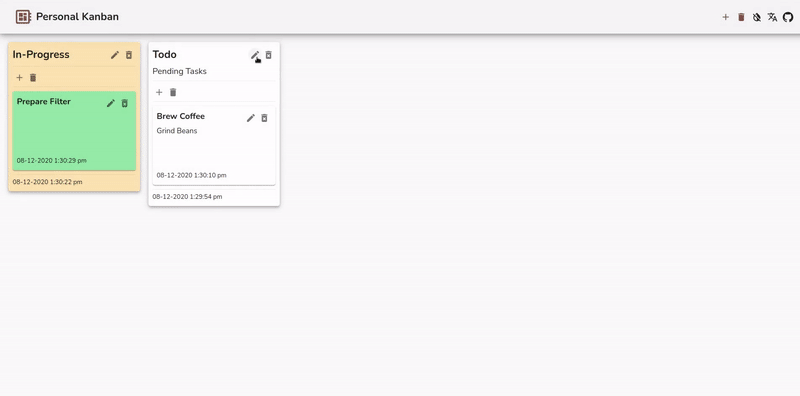 Personal Kanban
In-Progress
Prepare Filter
08-12-2020 1:30:29 pm
08-12-2020 1:30:22 pm
Todo
Pending Tasks
Brew Coffee
Grind Beans
08-12-2020 1:30:10 pm
08-12-2020 1:29:54 pm